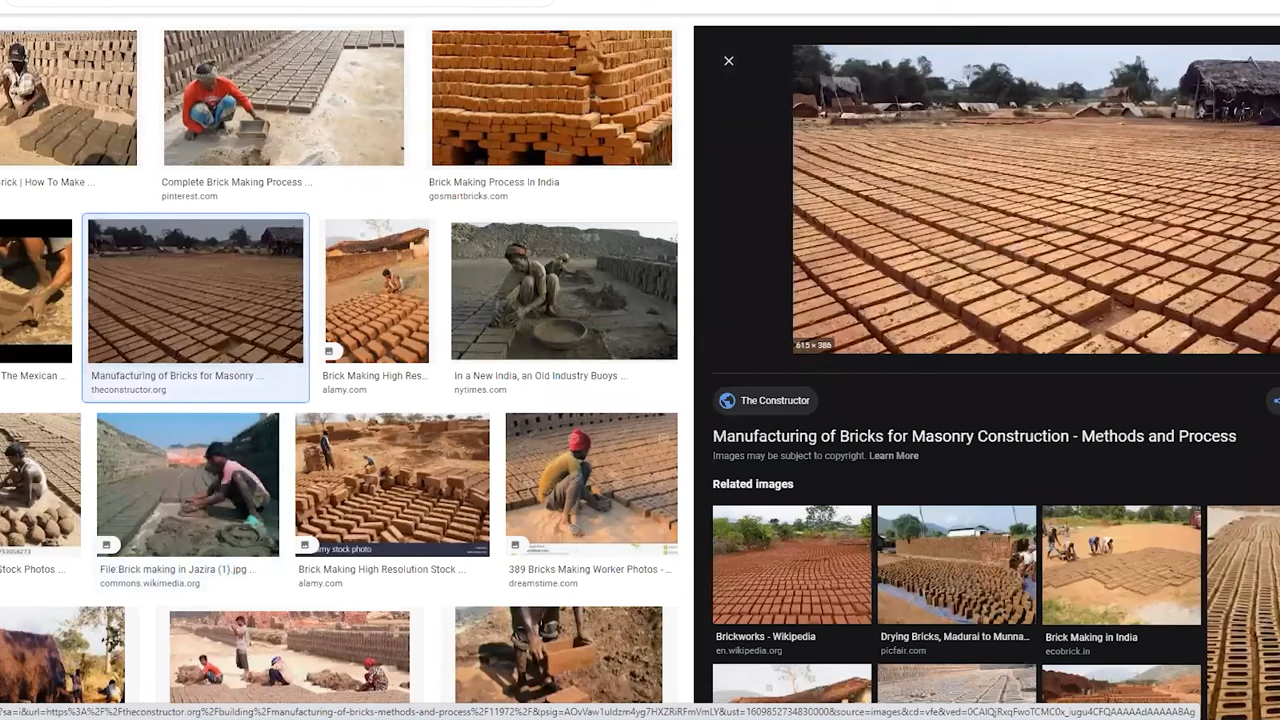 rick | How To Make ...
Complete Brick Making Process ...
pinterest.com
Brick Making Process In India
gosmartbricks.com
The Mexican ..
Manufacturing of Bricks for Masonry ...
theconstructor.org
Brick Making High Res...
alamy.com
In a New India, an Old Industry Buoys ...
nytimes.com
Stock Photos ...
File:Brick making in Jazira (1).jpg ...
commons.wikimedia.org
my stock photo
Brick Making High Resolution Stock ...
alamy.com
389 Bricks Making Worker Photos - ...
dreamstime.com
615 × 386
The Constructor
Manufacturing of Bricks for Masonry Construction - Methods and Process
Images may be subject to copyright. Learn More
Related images
Brickworks - Wikipedia
en.wikipedia.org
Drying Bricks, Madurai to Munna...
picfair.com
Brick Making in India
ecobrick.in